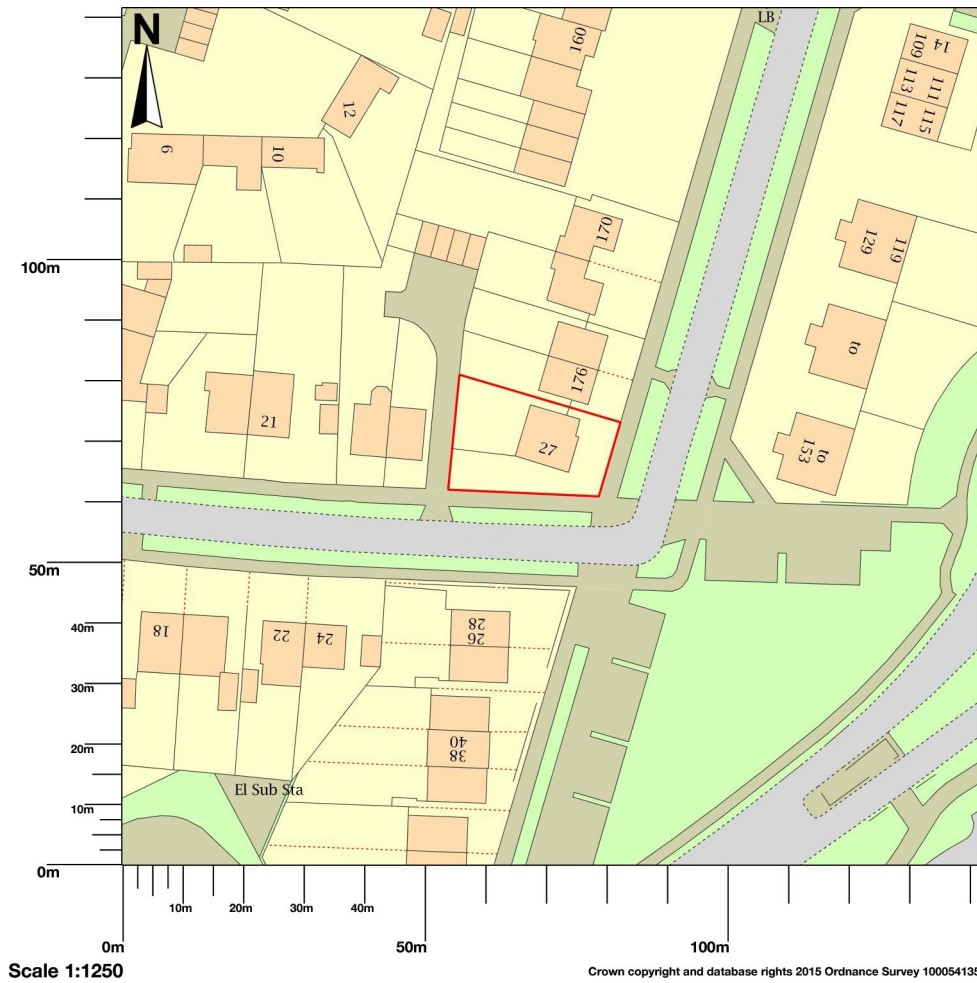 N
LB
160
14
109
111
113
115
117
12
6
10
170
119
129
to
176
21
27
to
153
100m
50m
40m
30m
20m
10m
0m
18
22
24
28
26
40
38
El Sub Sta
10m
20m
30m
40m
0m
50m
100m
Scale 1:1250
Crown copyright and database rights 2015 Ordnance Survey 100054135